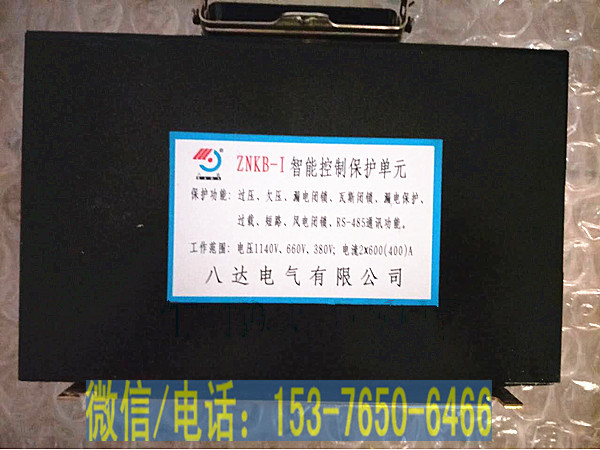 ZNKB-I 智能控制保护单元
保护功能：过压、欠压、漏电闭锁、瓦斯闭锁、漏电保护、
过载、短路、风电闭锁、RS-485通讯功能。
工作范围：电压1140V、660V、380V；电流2×600(400)A
八达电气有限公司
微信/电话：153-7650-6466